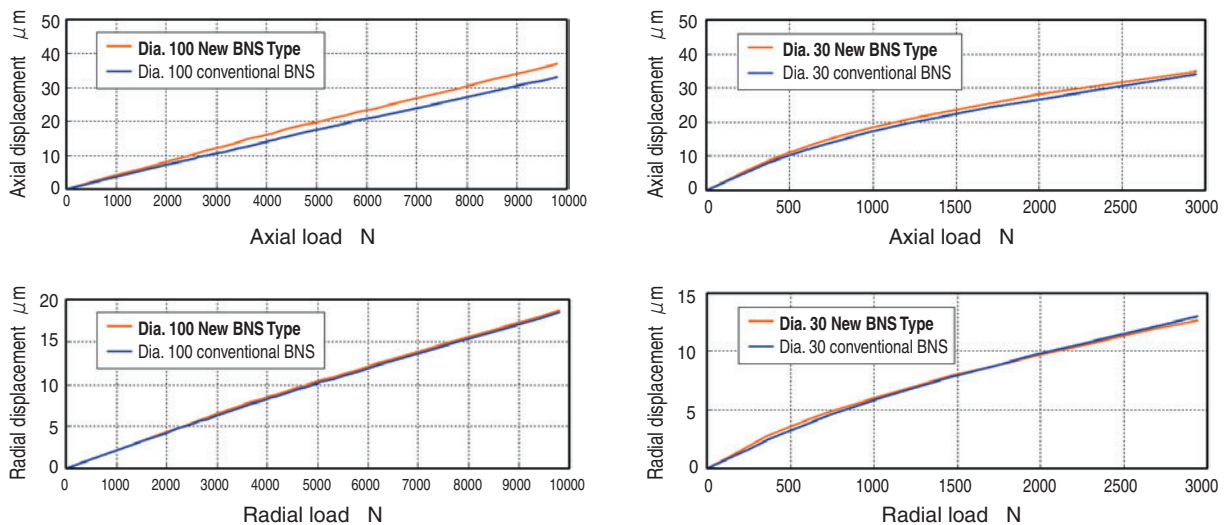 Axial displacement μm
50
40
30
20
10
0
Dia. 100 New BNS Type
Dia. 100 conventional BNS
0 1000 2000 3000 4000 5000 6000 7000 8000 9000 10000
Axial load N
Axial displacement μm
50
40
30
20
10
0
Dia. 30 New BNS Type
Dia. 30 conventional BNS
0 500 1000 1500 2000 2500 3000
Axial load N
Radial displacement μm
20
15
10
5
0
Dia. 100 New BNS Type
Dia. 100 conventional BNS
0 1000 2000 3000 4000 5000 6000 7000 8000 9000 10000
Radial load N
Radial displacement μm
15
10
5
0
Dia. 30 New BNS Type
Dia. 30 conventional BNS
0 500 1000 1500 2000 2500 3000
Radial load N